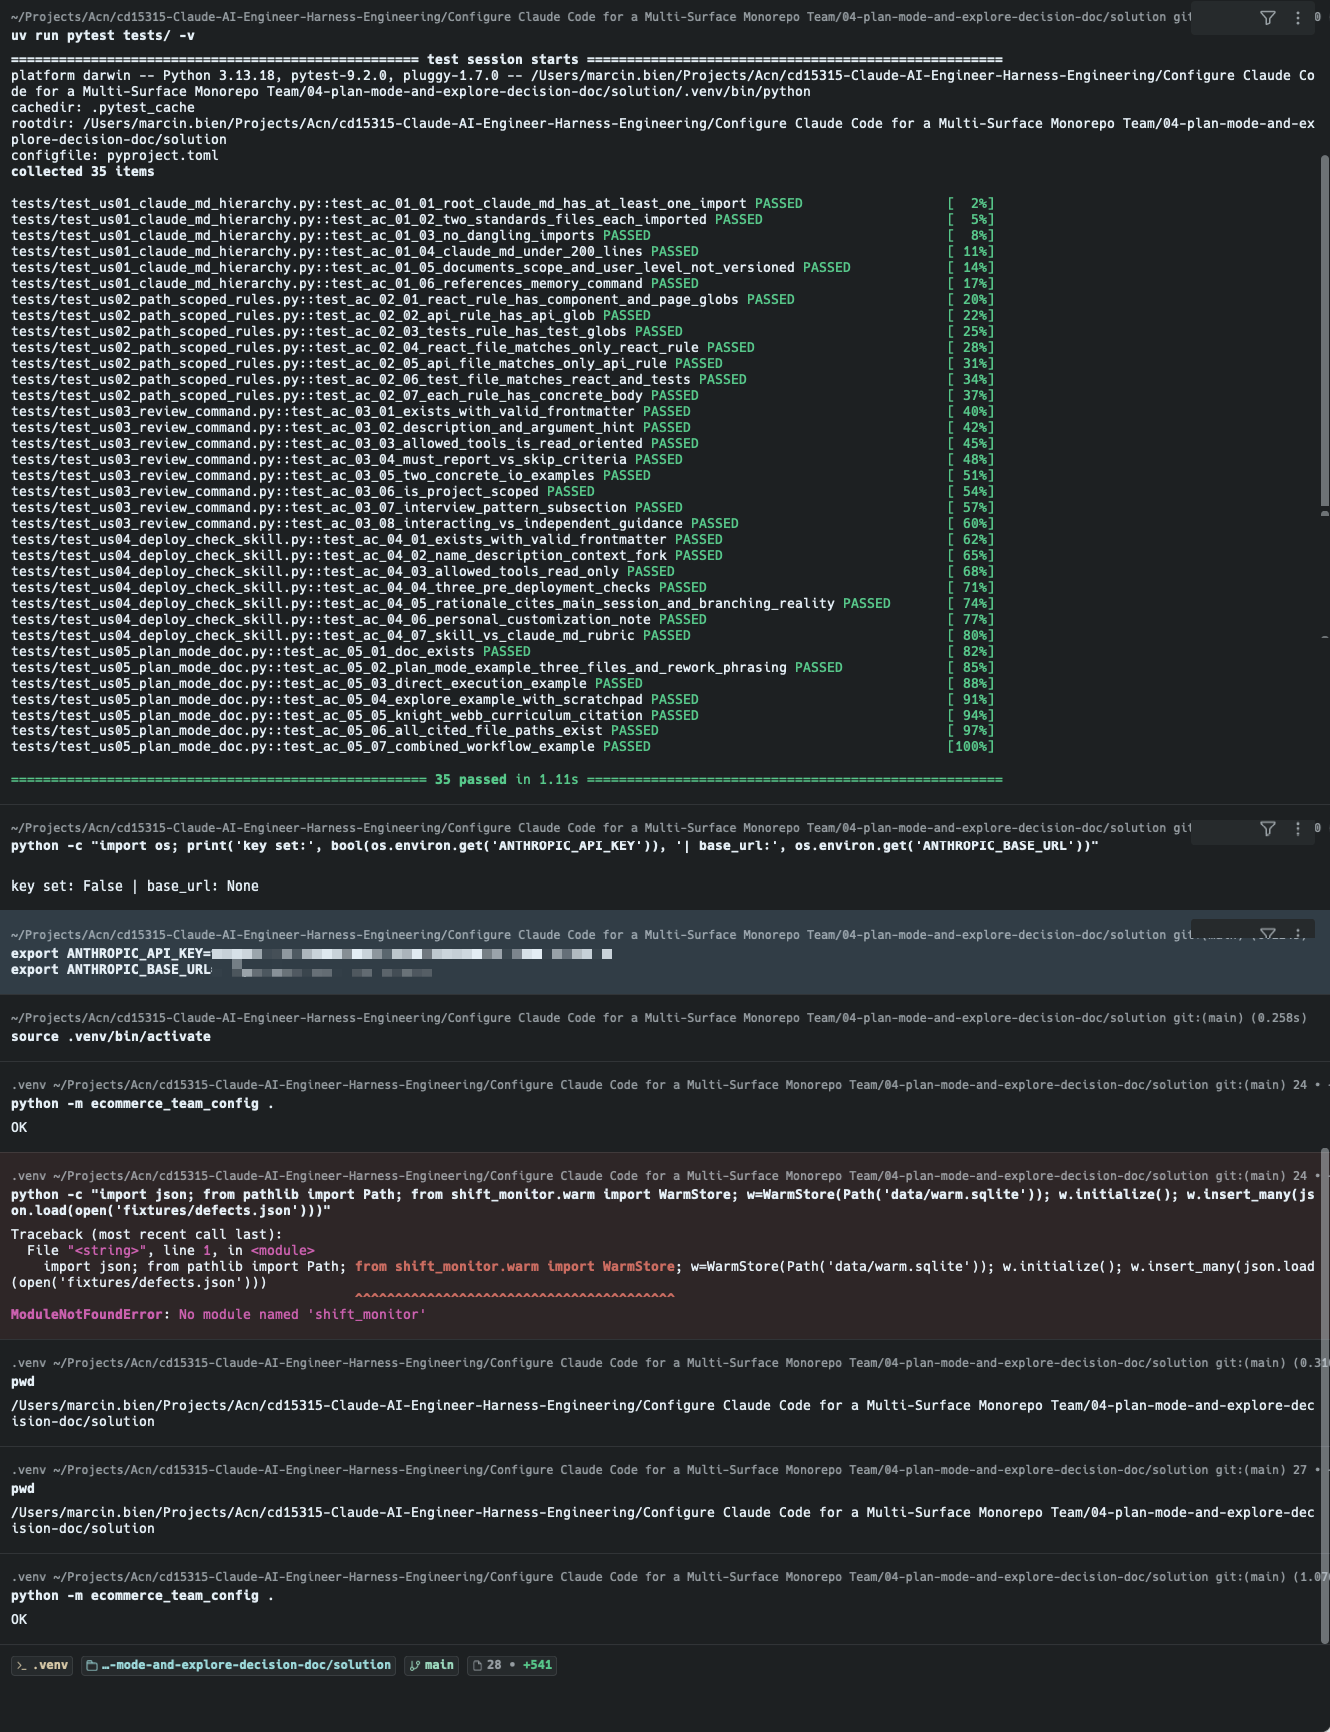 ~/Projects/Acn/cd15315-Claude-AI-Engineer-Harness-Engineering/Configure Claude Code for a Multi-Surface Monorepo Team/04-plan-mode-and-explore-decision-doc/solution git
uv run pytest tests/ -v
=================================================== test session starts ====================================================
platform darwin -- Python 3.13.18, pytest-9.2.0, pluggy-1.7.0 -- /Users/marcin.bien/Projects/Acn/cd15315-Claude-AI-Engineer-Harness-Engineering/Configure Claude Co
de for a Multi-Surface Monorepo Team/04-plan-mode-and-explore-decision-doc/solution/.venv/bin/python
cachedir: .pytest_cache
rootdir: /Users/marcin.bien/Projects/Acn/cd15315-Claude-AI-Engineer-Harness-Engineering/Configure Claude Code for a Multi-Surface Monorepo Team/04-plan-mode-and-ex
plore-decision-doc/solution
configfile: pyproject.toml
collected 35 items
tests/test_us01_claude_md_hierarchy.py::test_ac_01_01_root_claude_md_has_at_least_one_import PASSED [  2%]
tests/test_us01_claude_md_hierarchy.py::test_ac_01_02_two_standards_files_each_imported PASSED [  5%]
tests/test_us01_claude_md_hierarchy.py::test_ac_01_03_no_dangling_imports PASSED [  8%]
tests/test_us01_claude_md_hierarchy.py::test_ac_01_04_claude_md_under_200_lines PASSED [ 11%]
tests/test_us01_claude_md_hierarchy.py::test_ac_01_05_documents_scope_and_user_level_not_versioned PASSED [ 14%]
tests/test_us01_claude_md_hierarchy.py::test_ac_01_06_references_memory_command PASSED [ 17%]
tests/test_us02_path_scoped_rules.py::test_ac_02_01_react_rule_has_component_and_page_globs PASSED [ 20%]
tests/test_us02_path_scoped_rules.py::test_ac_02_02_api_rule_has_api_glob PASSED [ 22%]
tests/test_us02_path_scoped_rules.py::test_ac_02_03_tests_rule_has_test_globs PASSED [ 25%]
tests/test_us02_path_scoped_rules.py::test_ac_02_04_react_file_matches_only_react_rule PASSED [ 28%]
tests/test_us02_path_scoped_rules.py::test_ac_02_05_api_file_matches_only_api_rule PASSED [ 31%]
tests/test_us02_path_scoped_rules.py::test_ac_02_06_test_file_matches_react_and_tests PASSED [ 34%]
tests/test_us02_path_scoped_rules.py::test_ac_02_07_each_rule_has_concrete_body PASSED [ 37%]
tests/test_us03_review_command.py::test_ac_03_01_exists_with_valid_frontmatter PASSED [ 40%]
tests/test_us03_review_command.py::test_ac_03_02_description_and_argument_hint PASSED [ 42%]
tests/test_us03_review_command.py::test_ac_03_03_allowed_tools_is_read_oriented PASSED [ 45%]
tests/test_us03_review_command.py::test_ac_03_04_must_report_vs_skip_criteria PASSED [ 48%]
tests/test_us03_review_command.py::test_ac_03_05_two_concrete_io_examples PASSED [ 51%]
tests/test_us03_review_command.py::test_ac_03_06_is_project_scoped PASSED [ 54%]
tests/test_us03_review_command.py::test_ac_03_07_interview_pattern_subsection PASSED [ 57%]
tests/test_us03_review_command.py::test_ac_03_08_interacting_vs_independent_guidance PASSED [ 60%]
tests/test_us04_deploy_check_skill.py::test_ac_04_01_exists_with_valid_frontmatter PASSED [ 62%]
tests/test_us04_deploy_check_skill.py::test_ac_04_02_name_description_context_fork PASSED [ 65%]
tests/test_us04_deploy_check_skill.py::test_ac_04_03_allowed_tools_read_only PASSED [ 68%]
tests/test_us04_deploy_check_skill.py::test_ac_04_04_three_pre_deployment_checks PASSED [ 71%]
tests/test_us04_deploy_check_skill.py::test_ac_04_05_rationale_cites_main_session_and_branching_reality PASSED [ 74%]
tests/test_us04_deploy_check_skill.py::test_ac_04_06_personal_customization_note PASSED [ 77%]
tests/test_us04_deploy_check_skill.py::test_ac_04_07_skill_vs_claude_md_rubric PASSED [ 80%]
tests/test_us05_plan_mode_doc.py::test_ac_05_01_doc_exists PASSED [ 82%]
tests/test_us05_plan_mode_doc.py::test_ac_05_02_plan_mode_example_three_files_and_rework_phrasing PASSED [ 85%]
tests/test_us05_plan_mode_doc.py::test_ac_05_03_direct_execution_example PASSED [ 88%]
tests/test_us05_plan_mode_doc.py::test_ac_05_04_explore_example_with_scratchpad PASSED [ 91%]
tests/test_us05_plan_mode_doc.py::test_ac_05_05_knight_webb_curriculum_citation PASSED [ 94%]
tests/test_us05_plan_mode_doc.py::test_ac_05_06_all_cited_file_paths_exist PASSED [ 97%]
tests/test_us05_plan_mode_doc.py::test_ac_05_07_combined_workflow_example PASSED [100%]
==================================================== 35 passed in 1.11s ====================================================
~/Projects/Acn/cd15315-Claude-AI-Engineer-Harness-Engineering/Configure Claude Code for a Multi-Surface Monorepo Team/04-plan-mode-and-explore-decision-doc/solution git
python -c "import os; print('key set:', bool(os.environ.get('ANTHROPIC_API_KEY')), '| base_url:', os.environ.get('ANTHROPIC_BASE_URL'))"
key set: False | base_url: None
~/Projects/Acn/cd15315-Claude-AI-Engineer-Harness-Engineering/Configure Claude Code for a Multi-Surface Monorepo Team/04-plan-mode-and-explore-decision-doc/solution git:(main)
export ANTHROPIC_API_KEY=
export ANTHROPIC_BASE_URL
~/Projects/Acn/cd15315-Claude-AI-Engineer-Harness-Engineering/Configure Claude Code for a Multi-Surface Monorepo Team/04-plan-mode-and-explore-decision-doc/solution git:(main) (0.258s)
source .venv/bin/activate
.venv ~/Projects/Acn/cd15315-Claude-AI-Engineer-Harness-Engineering/Configure Claude Code for a Multi-Surface Monorepo Team/04-plan-mode-and-explore-decision-doc/solution git:(main) 24 •
python -m ecommerce_team_config .
OK
.venv ~/Projects/Acn/cd15315-Claude-AI-Engineer-Harness-Engineering/Configure Claude Code for a Multi-Surface Monorepo Team/04-plan-mode-and-explore-decision-doc/solution git:(main) 24 •
python -c "import json; from pathlib import Path; from shift_monitor.warm import WarmStore; w=WarmStore(Path('data/warm.sqlite')); w.initialize(); w.insert_many(js
on.load(open('fixtures/defects.json')))"
Traceback (most recent call last):
  File "<string>", line 1, in <module>
    import json; from pathlib import Path; from shift_monitor.warm import WarmStore; w=WarmStore(Path('data/warm.sqlite')); w.initialize(); w.insert_many(json.load
(open('fixtures/defects.json')))
^^^^^^^^^^^^^^^^^^^^^^^^^^^^^^^^^^^^^^^^
ModuleNotFoundError: No module named 'shift_monitor'
.venv ~/Projects/Acn/cd15315-Claude-AI-Engineer-Harness-Engineering/Configure Claude Code for a Multi-Surface Monorepo Team/04-plan-mode-and-explore-decision-doc/solution git:(main) (0.31
pwd
/Users/marcin.bien/Projects/Acn/cd15315-Claude-AI-Engineer-Harness-Engineering/Configure Claude Code for a Multi-Surface Monorepo Team/04-plan-mode-and-explore-dec
ision-doc/solution
.venv ~/Projects/Acn/cd15315-Claude-AI-Engineer-Harness-Engineering/Configure Claude Code for a Multi-Surface Monorepo Team/04-plan-mode-and-explore-decision-doc/solution git:(main) 27 •
pwd
/Users/marcin.bien/Projects/Acn/cd15315-Claude-AI-Engineer-Harness-Engineering/Configure Claude Code for a Multi-Surface Monorepo Team/04-plan-mode-and-explore-dec
ision-doc/solution
.venv ~/Projects/Acn/cd15315-Claude-AI-Engineer-Harness-Engineering/Configure Claude Code for a Multi-Surface Monorepo Team/04-plan-mode-and-explore-decision-doc/solution git:(main) (1.07
python -m ecommerce_team_config .
OK
.venv …-mode-and-explore-decision-doc/solution main 28 • +541